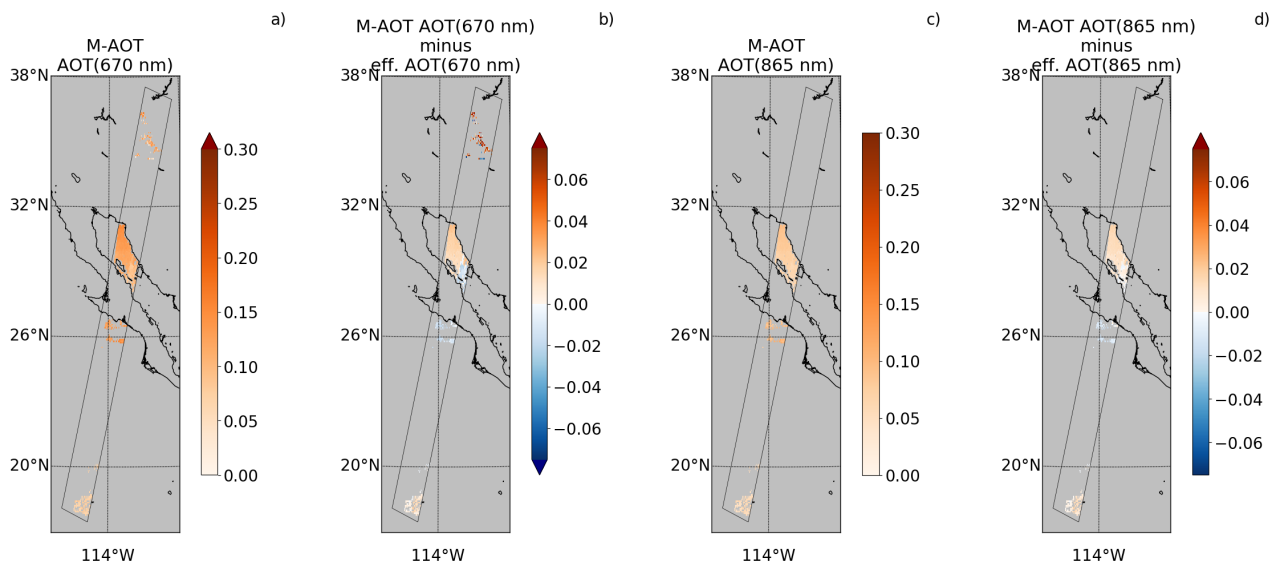 a)
M-AOT
AOT(670 nm)
38°N
32°N
26°N
20°N
114°W
0.30
0.25
0.20
0.15
0.10
0.05
0.00
b)
M-AOT AOT(670 nm)
minus
eff. AOT(670 nm)
38°N
32°N
26°N
20°N
114°W
0.06
0.04
0.02
0.00
−0.02
−0.04
−0.06
c)
M-AOT
AOT(865 nm)
38°N
32°N
26°N
20°N
114°W
0.30
0.25
0.20
0.15
0.10
0.05
0.00
d)
M-AOT AOT(865 nm)
minus
eff. AOT(865 nm)
38°N
32°N
26°N
20°N
114°W
0.06
0.04
0.02
0.00
−0.02
−0.04
−0.06